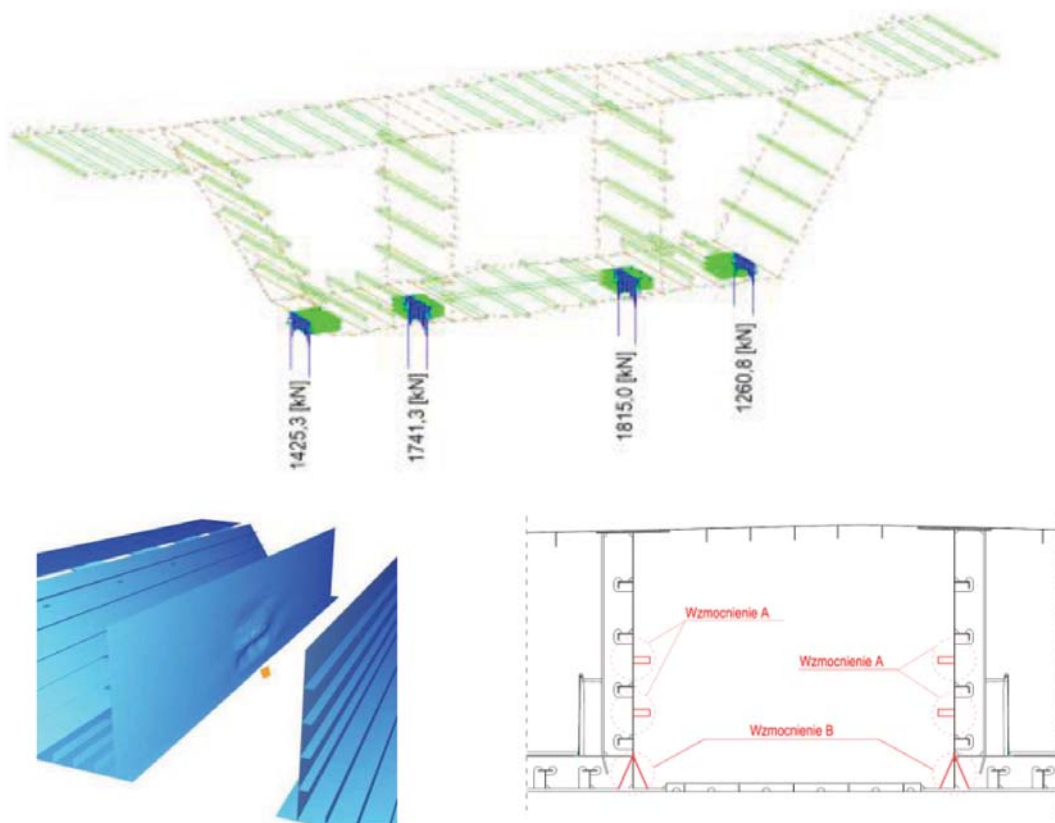 1425,3 [kN]
1741,3 [kN]
1815,0 [kN]
1260,8 [kN]
Wzmocnienie A
Wzmocnienie A
Wzmocnienie B